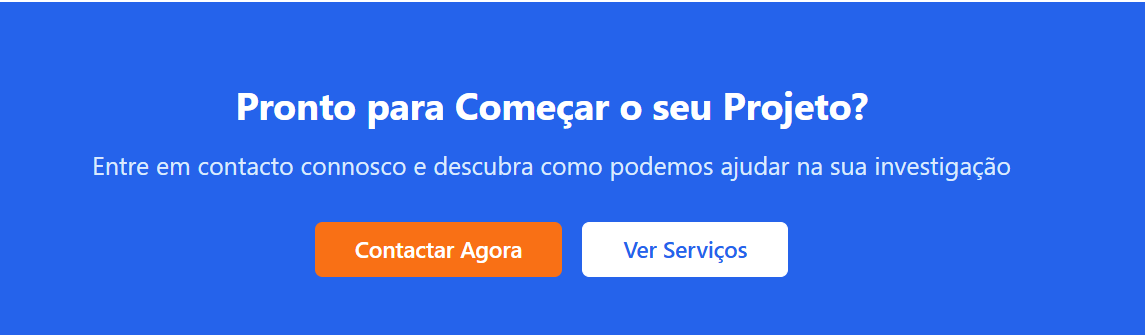 Pronto para Começar o seu Projeto?
Entre em contacto connosco e descubra como podemos ajudar na sua investigação
Contactar Agora
Ver Serviços